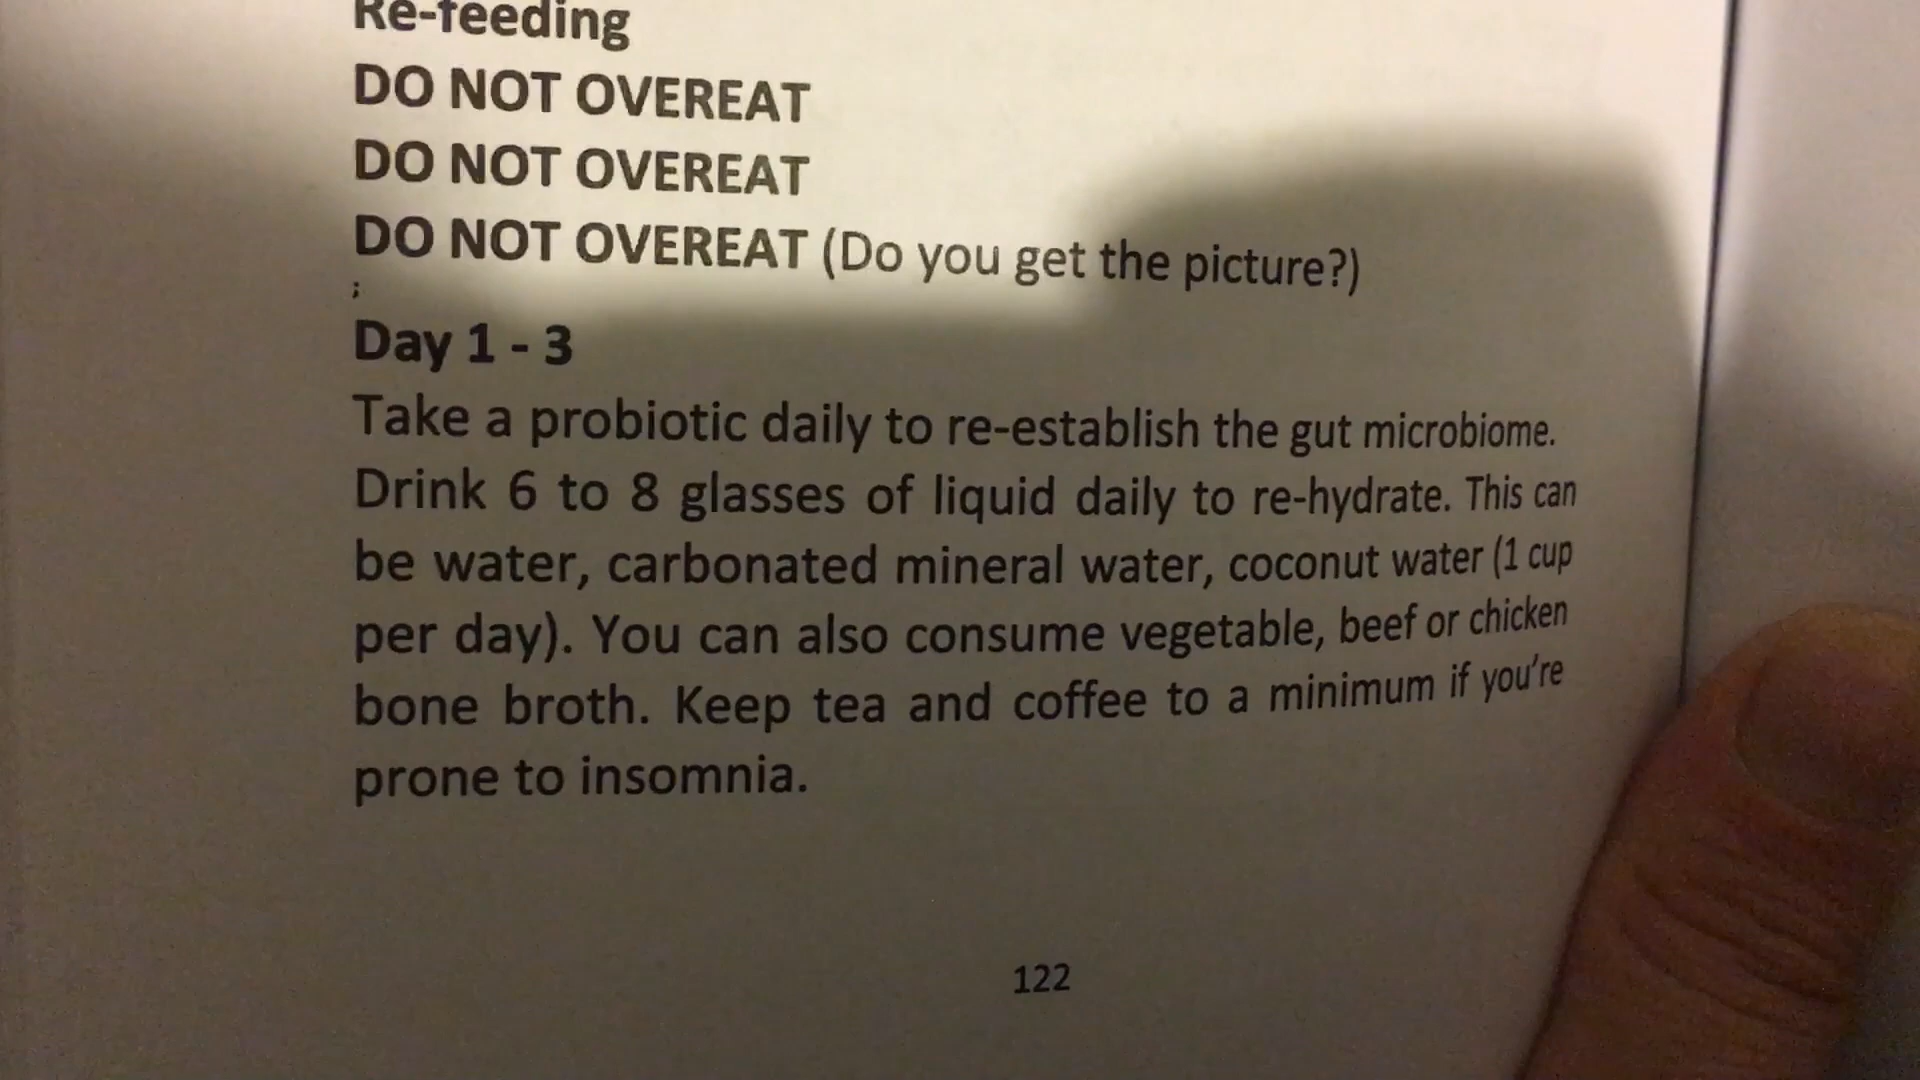 Re-feeding
DO NOT OVEREAT
DO NOT OVEREAT
DO NOT OVEREAT (Do you get the picture?)
;
Day 1 - 3
Take a probiotic daily to re-establish the gut microbiome.
Drink 6 to 8 glasses of liquid daily to re-hydrate. This can
be water, carbonated mineral water, coconut water (1 cup
per day). You can also consume vegetable, beef or chicken
bone broth. Keep tea and coffee to a minimum if you're
prone to insomnia.
122